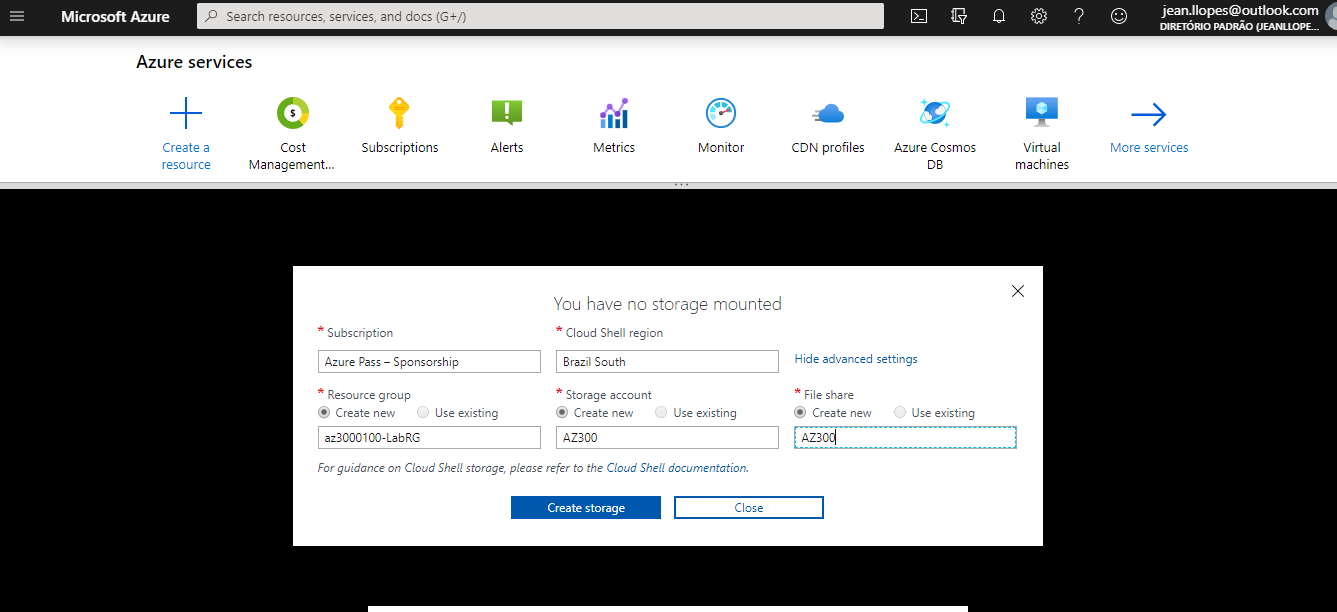 Microsoft Azure
Search resources, services, and docs (G+/)
jean.llopes@outlook.com
DIRETÓRIO PADRÃO (JEANLLOPE...
Azure services
Create a resource
Cost Management...
Subscriptions
Alerts
Metrics
Monitor
CDN profiles
Azure Cosmos DB
Virtual machines
More services
You have no storage mounted
* Subscription
* Cloud Shell region
Azure Pass – Sponsorship
Brazil South
Hide advanced settings
* Resource group
* Storage account
* File share
Create new Use existing
Create new Use existing
Create new Use existing
az3000100-LabRG
AZ300
AZ300
For guidance on Cloud Shell storage, please refer to the Cloud Shell documentation.
Create storage
Close